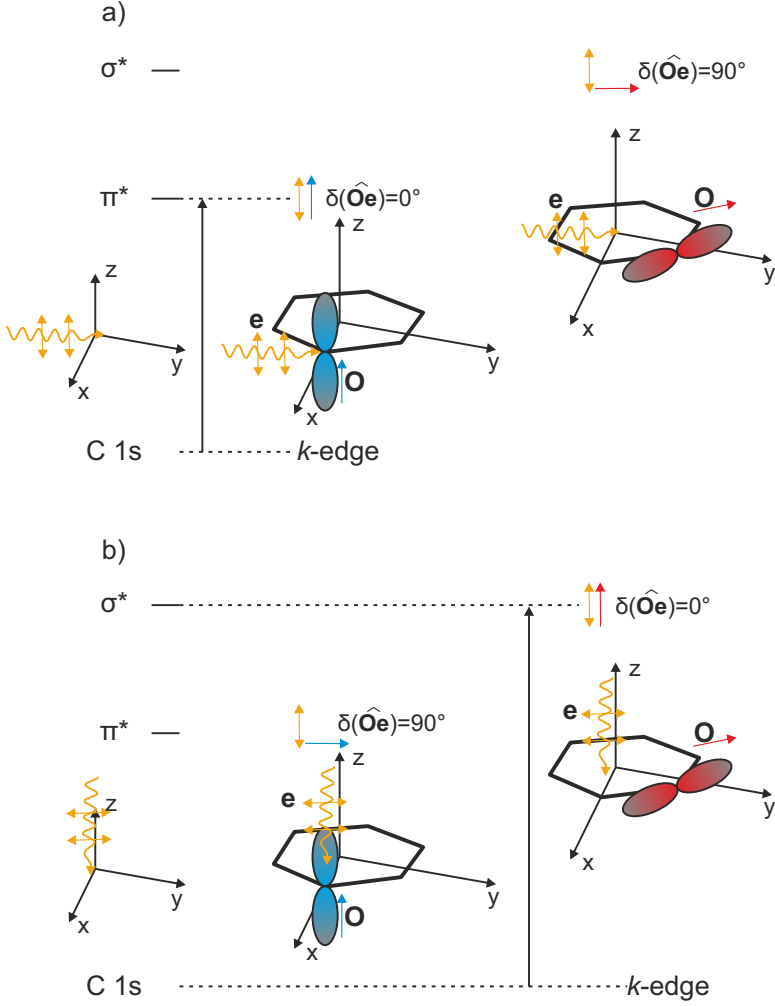 a)
σ*
δ(Ôe)=90°
z
O
e
y
x
π*
δ(Ôe)=0°
z
e
O
y
x
z
y
x
C 1s
k-edge
b)
σ*
δ(Ôe)=0°
z
e
O
y
x
π*
δ(Ôe)=90°
z
e
O
y
x
z
y
x
C 1s
k-edge